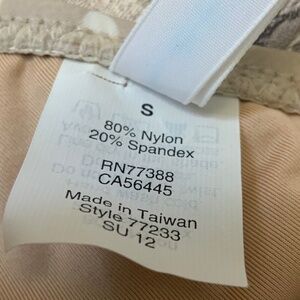 S
80% Nylon
20% Spandex
RN77388
CA56445
Made in Taiwan
Style 77233
SU 12